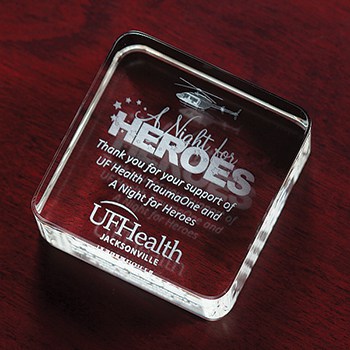 A Night for
HEROES
Thank you for your support of
UF Health TraumaOne and
A Night for Heroes
UFHealth
JACKSONVILLE